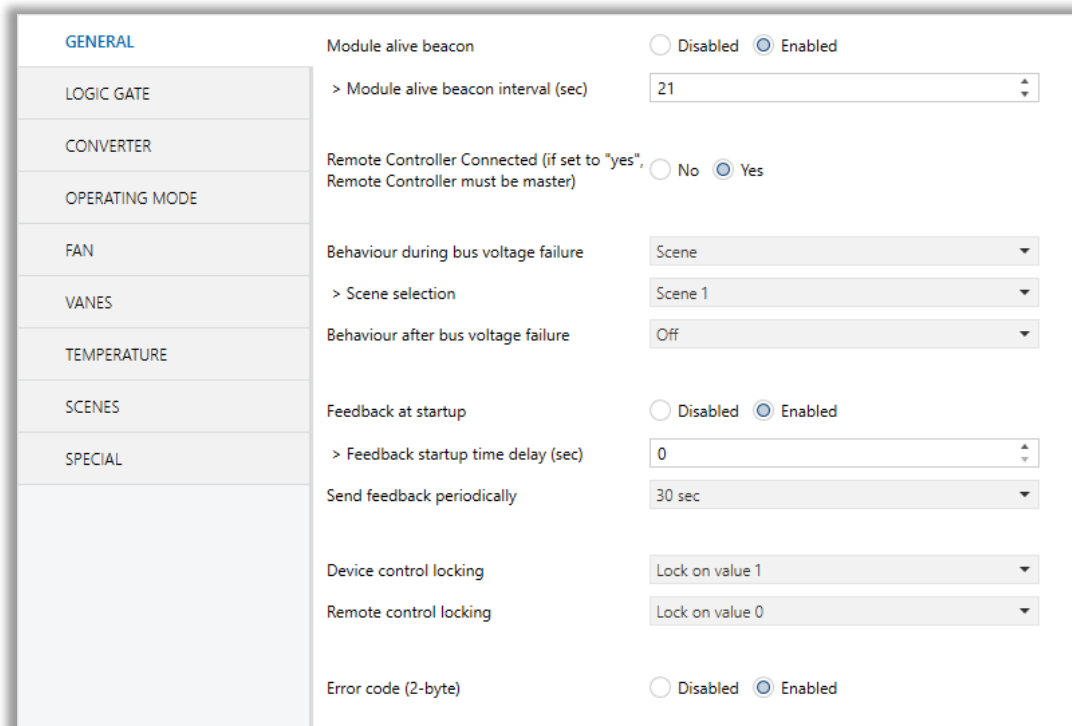 GENERAL
LOGIC GATE
CONVERTER
OPERATING MODE
FAN
VANES
TEMPERATURE
SCENES
SPECIAL
Module alive beacon Disabled Enabled
> Module alive beacon interval (sec) 21
Remote Controller Connected (if set to "yes",
Remote Controller must be master) No Yes
Behaviour during bus voltage failure Scene
> Scene selection Scene 1
Behaviour after bus voltage failure Off
Feedback at startup Disabled Enabled
> Feedback startup time delay (sec) 0
Send feedback periodically 30 sec
Device control locking Lock on value 1
Remote control locking Lock on value 0
Error code (2-byte) Disabled Enabled